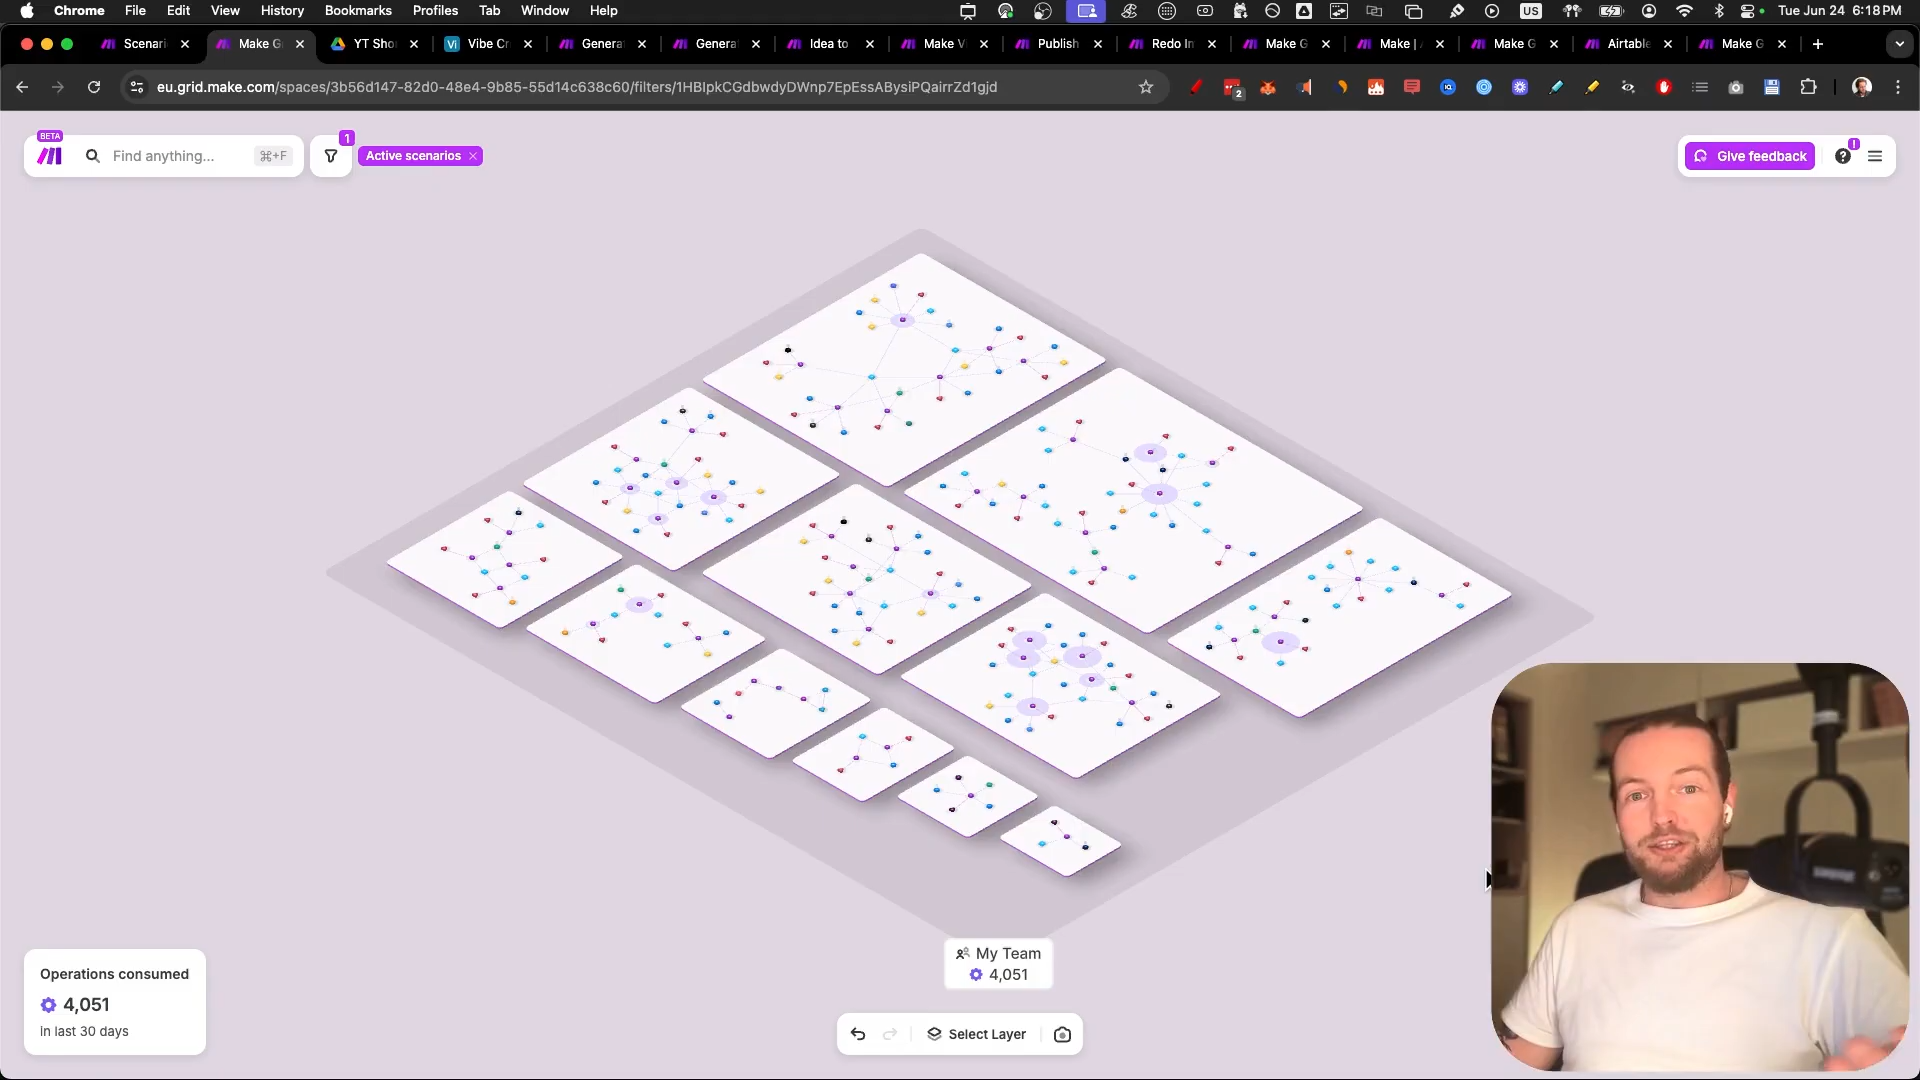 Chrome File Edit View History Bookmarks Profiles Tab Window Help
US
Tue Jun 24 6:18 PM
Scenari
Make G
YT Sho
Vi Vibe Cr
Genera
Genera
Idea to
Make V
Publish
Redo In
Make G
Make |
Make G
Airtable
Make G
eu.grid.make.com/spaces/3b56d147-82d0-48e4-9b85-55d14c638c60/filters/1HBIpkCGdbwdyDWnp7EpEssABysiPQairrZd1gjd
2
BETA
Find anything... ⌘+F
1
Active scenarios
Give feedback
!
My Team
4,051
Operations consumed
4,051
in last 30 days
Select Layer